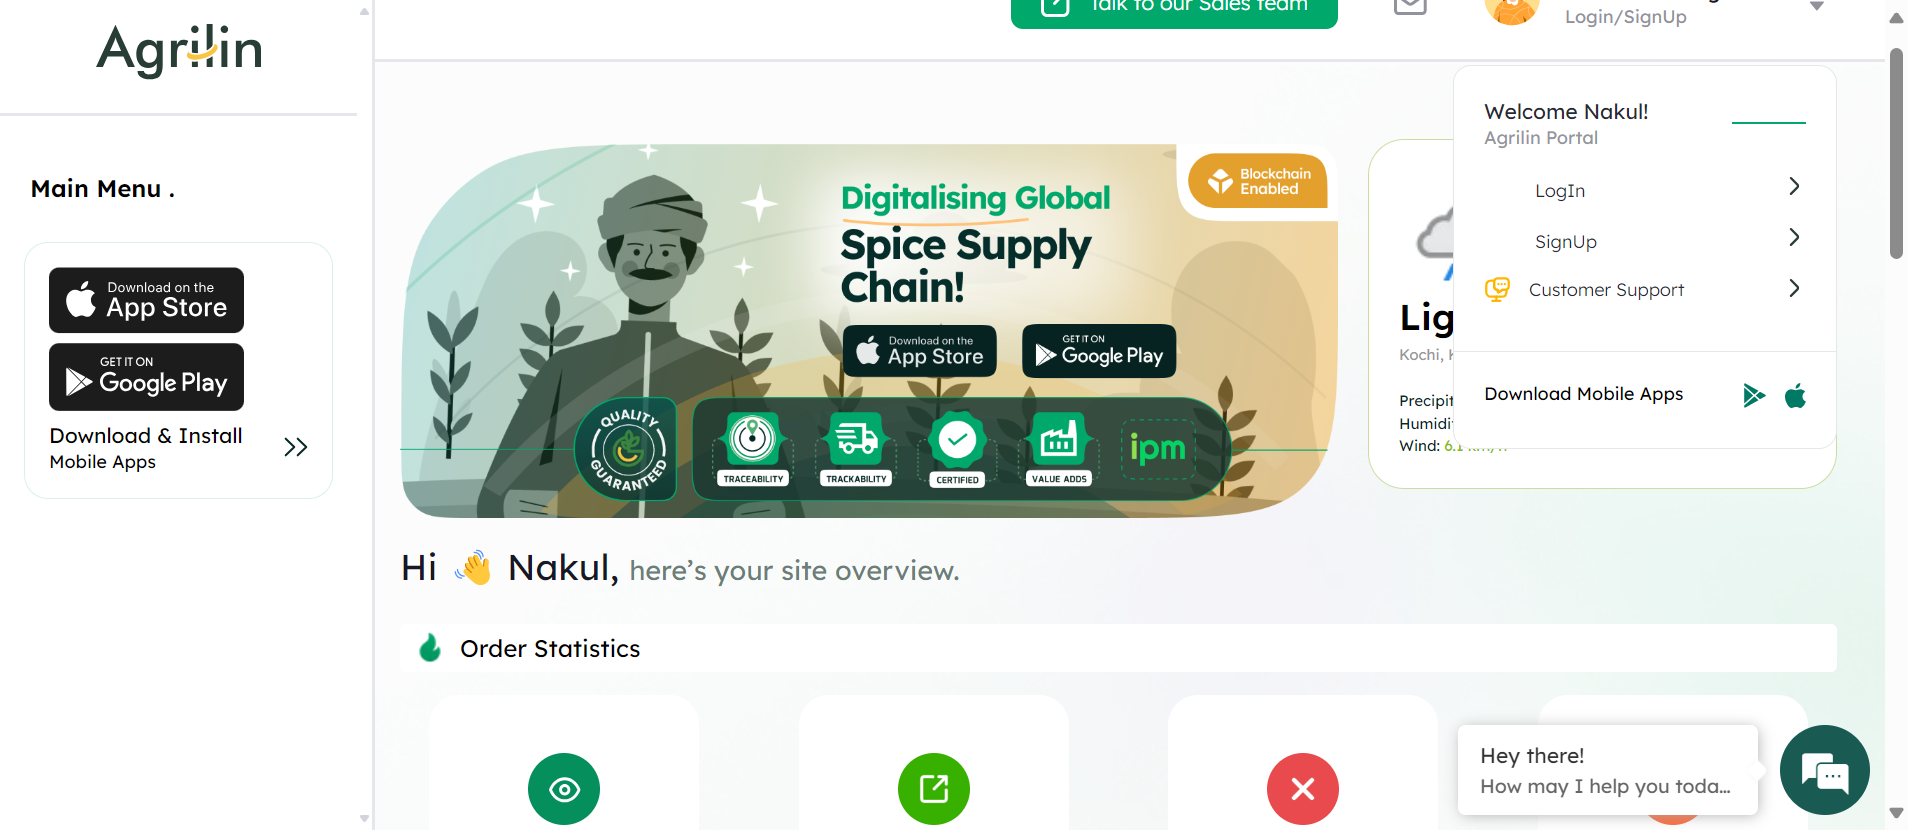 Agrilin
Main Menu .
Download on the
App Store
GET IT ON
Google Play
Download & Install
Mobile Apps
Talk to our Sales team
Login/SignUp
Digitalising Global
Spice Supply
Chain!
Blockchain
Enabled
Download on the
App Store
GET IT ON
Google Play
QUALITY
GUARANTEED
TRACEABILITY
TRACKABILITY
CERTIFIED
VALUE ADDS
ipm
Welcome Nakul!
Agrilin Portal
LogIn
SignUp
Customer Support
Download Mobile Apps
Lig
Kochi,
Precipit
Humidi
Wind: 6.1 km/h
Hi 👋 Nakul, here’s your site overview.
Order Statistics
Hey there!
How may I help you toda...